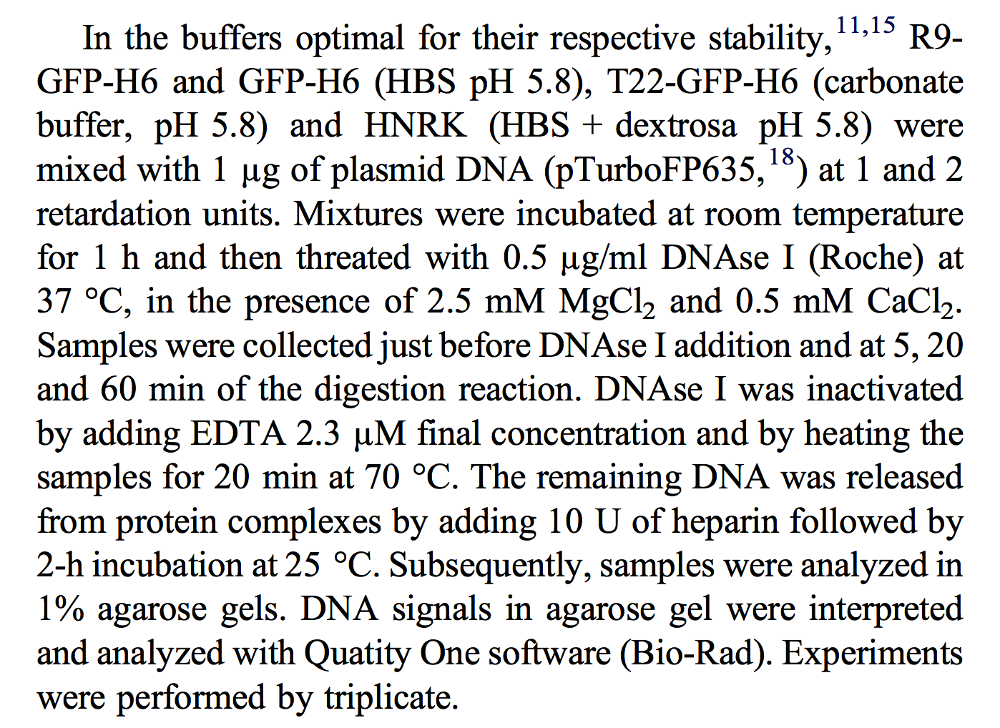 In the buffers optimal for their respective stability,11,15 R9-
GFP-H6 and GFP-H6 (HBS pH 5.8), T22-GFP-H6 (carbonate
buffer, pH 5.8) and HNRK (HBS + dextrosa pH 5.8) were
mixed with 1 μg of plasmid DNA (pTurboFP635,18) at 1 and 2
retardation units. Mixtures were incubated at room temperature
for 1 h and then threated with 0.5 μg/ml DNAse I (Roche) at
37 °C, in the presence of 2.5 mM MgCl2 and 0.5 mM CaCl2.
Samples were collected just before DNAse I addition and at 5, 20
and 60 min of the digestion reaction. DNAse I was inactivated
by adding EDTA 2.3 μM final concentration and by heating the
samples for 20 min at 70 °C. The remaining DNA was released
from protein complexes by adding 10 U of heparin followed by
2-h incubation at 25 °C. Subsequently, samples were analyzed in
1% agarose gels. DNA signals in agarose gel were interpreted
and analyzed with Quatity One software (Bio-Rad). Experiments
were performed by triplicate.